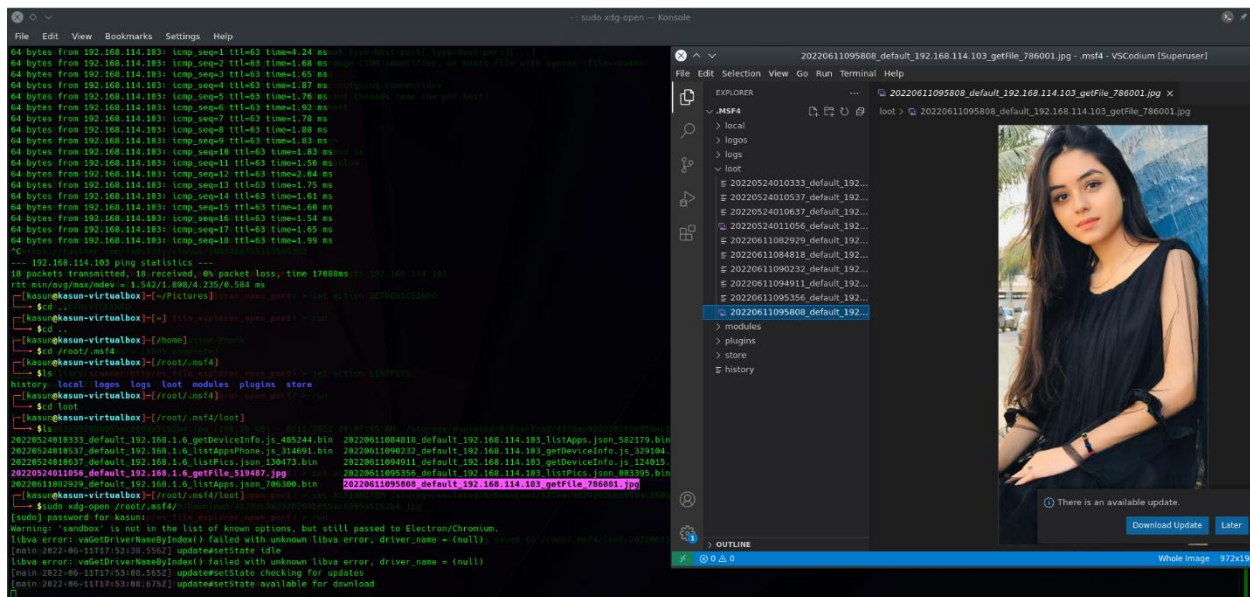 - : sudo xdg-open — Konsole
File Edit View Bookmarks Settings Help
64 bytes from 192.168.114.103: icmp_seq=1 ttl=63 time=4.24 ms
64 bytes from 192.168.114.103: icmp_seq=2 ttl=63 time=1.68 ms
64 bytes from 192.168.114.103: icmp_seq=3 ttl=63 time=1.65 ms
64 bytes from 192.168.114.103: icmp_seq=4 ttl=63 time=1.87 ms
64 bytes from 192.168.114.103: icmp_seq=5 ttl=63 time=1.76 ms
64 bytes from 192.168.114.103: icmp_seq=6 ttl=63 time=1.92 ms
64 bytes from 192.168.114.103: icmp_seq=7 ttl=63 time=1.78 ms
64 bytes from 192.168.114.103: icmp_seq=8 ttl=63 time=1.88 ms
64 bytes from 192.168.114.103: icmp_seq=9 ttl=63 time=1.83 ms
64 bytes from 192.168.114.103: icmp_seq=10 ttl=63 time=1.83 ms
64 bytes from 192.168.114.103: icmp_seq=11 ttl=63 time=1.56 ms
64 bytes from 192.168.114.103: icmp_seq=12 ttl=63 time=2.04 ms
64 bytes from 192.168.114.103: icmp_seq=13 ttl=63 time=1.75 ms
64 bytes from 192.168.114.103: icmp_seq=14 ttl=63 time=1.61 ms
64 bytes from 192.168.114.103: icmp_seq=15 ttl=63 time=1.60 ms
64 bytes from 192.168.114.103: icmp_seq=16 ttl=63 time=1.54 ms
64 bytes from 192.168.114.103: icmp_seq=17 ttl=63 time=1.65 ms
64 bytes from 192.168.114.103: icmp_seq=18 ttl=63 time=1.99 ms
^C
--- 192.168.114.103 ping statistics ---
18 packets transmitted, 18 received, 0% packet loss, time 17088ms
rtt min/avg/max/mdev = 1.542/1.898/4.235/0.584 ms
[kasun@kasun-virtualbox]-[~/Pictures]
$cd ..
[kasun@kasun-virtualbox]-[~]
$cd ..
[kasun@kasun-virtualbox]-[/home]
$cd /root/.msf4
[kasun@kasun-virtualbox]-[/root/.msf4]
$ls
history local logos logs loot modules plugins store
[kasun@kasun-virtualbox]-[/root/.msf4]
$cd loot
[kasun@kasun-virtualbox]-[/root/.msf4/loot]
$ls
20220524010333_default_192.168.1.6_getDeviceInfo.js_485244.bin 20220611084818_default_192.168.114.103_listApps.json_582179.bin
20220524010537_default_192.168.1.6_listAppsPhone.js_314691.bin 20220611090232_default_192.168.114.103_getDeviceInfo.js_329104.
20220524010637_default_192.168.1.6_listPics.json_130473.bin 20220611094911_default_192.168.114.103_getDeviceInfo.js_124015.
20220524011056_default_192.168.1.6_getFile_519487.jpg 20220611095356_default_192.168.114.103_listPics.json_003395.bin
20220611082929_default_192.168.114.103_listApps.json_706300.bin 20220611095808_default_192.168.114.103_getFile_786001.jpg
[kasun@kasun-virtualbox]-[/root/.msf4/loot]
$sudo xdg-open /root/.msf4/
[sudo] password for kasun:
Warning: 'sandbox' is not in the list of known options, but still passed to Electron/Chromium.
libva error: vaGetDriverNameByIndex() failed with unknown libva error, driver_name = (null)
[main 2022-06-11T17:52:38.556Z] update#setState idle
libva error: vaGetDriverNameByIndex() failed with unknown libva error, driver_name = (null)
[main 2022-06-11T17:53:08.565Z] update#setState checking for updates
[main 2022-06-11T17:53:08.675Z] update#setState available for download
20220611095808_default_192.168.114.103_getFile_786001.jpg - .msf4 - VSCodium [Superuser]
File Edit Selection View Go Run Terminal Help
EXPLORER
20220611095808_default_192.168.114.103_getFile_786001.jpg
.MSF4
loot > 20220611095808_default_192.168.114.103_getFile_786001.jpg
local
logos
logs
loot
20220524010333_default_192...
20220524010537_default_192...
20220524010637_default_192...
20220524011056_default_192...
20220611082929_default_192...
20220611084818_default_192...
20220611090232_default_192...
20220611094911_default_192...
20220611095356_default_192...
20220611095808_default_192...
modules
plugins
store
history
There is an available update.
Download Update Later
OUTLINE
0 0
Whole Image 972x19